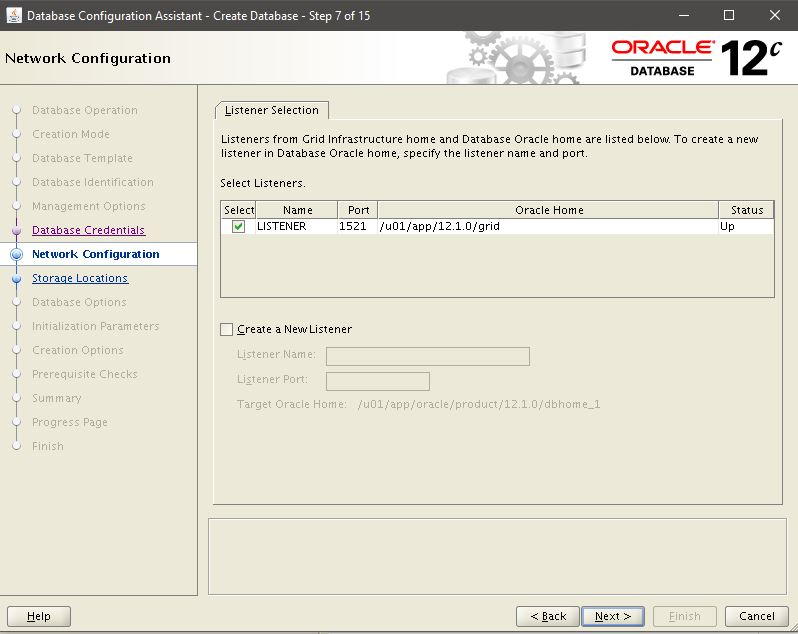 Database Configuration Assistant - Create Database - Step 7 of 15
Network Configuration
ORACLE
DATABASE
12c
Database Operation
Creation Mode
Database Template
Database Identification
Management Options
Database Credentials
Network Configuration
Storage Locations
Database Options
Initialization Parameters
Creation Options
Prerequisite Checks
Summary
Progress Page
Finish
Listener Selection
Listeners from Grid Infrastructure home and Database Oracle home are listed below. To create a new
listener in Database Oracle home, specify the listener name and port.
Select Listeners.
Select Name Port Oracle Home Status
LISTENER 1521 /u01/app/12.1.0/grid Up
Create a New Listener
Listener Name:
Listener Port:
Target Oracle Home: /u01/app/oracle/product/12.1.0/dbhome_1
Help < Back Next > Finish Cancel